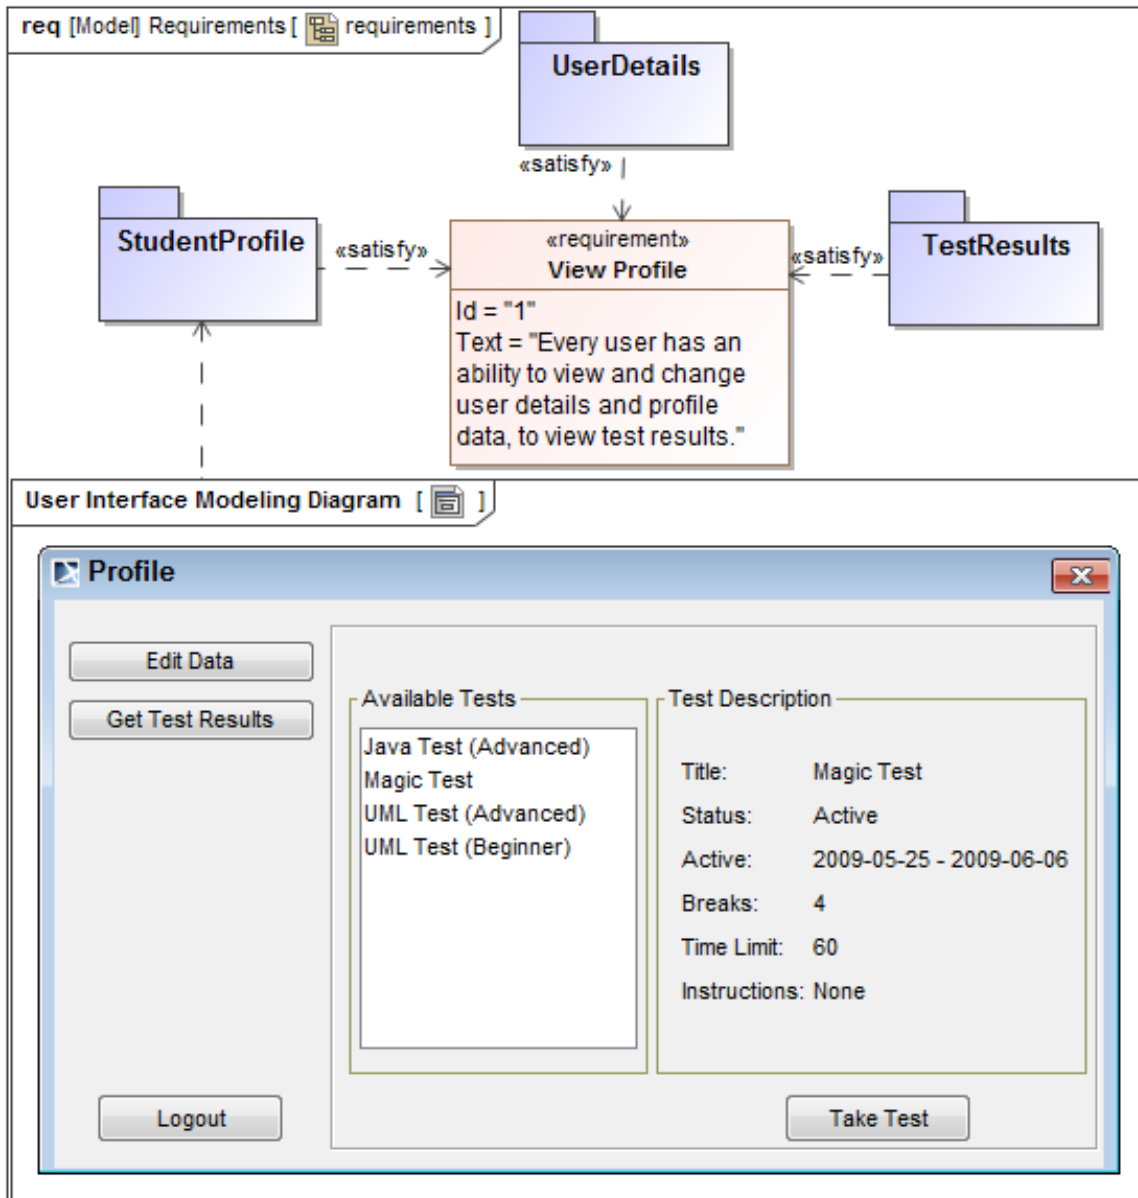 req [Model] Requirements [ requirements ]
UserDetails
«satisfy»
StudentProfile
«satisfy»
«requirement»
View Profile
Id = "1"
Text = "Every user has an
ability to view and change
user details and profile
data, to view test results."
«satisfy»
TestResults
User Interface Modeling Diagram [ ]
Profile
Edit Data
Get Test Results
Available Tests
Java Test (Advanced)
Magic Test
UML Test (Advanced)
UML Test (Beginner)
Test Description
Title: Magic Test
Status: Active
Active: 2009-05-25 - 2009-06-06
Breaks: 4
Time Limit: 60
Instructions: None
Logout
Take Test